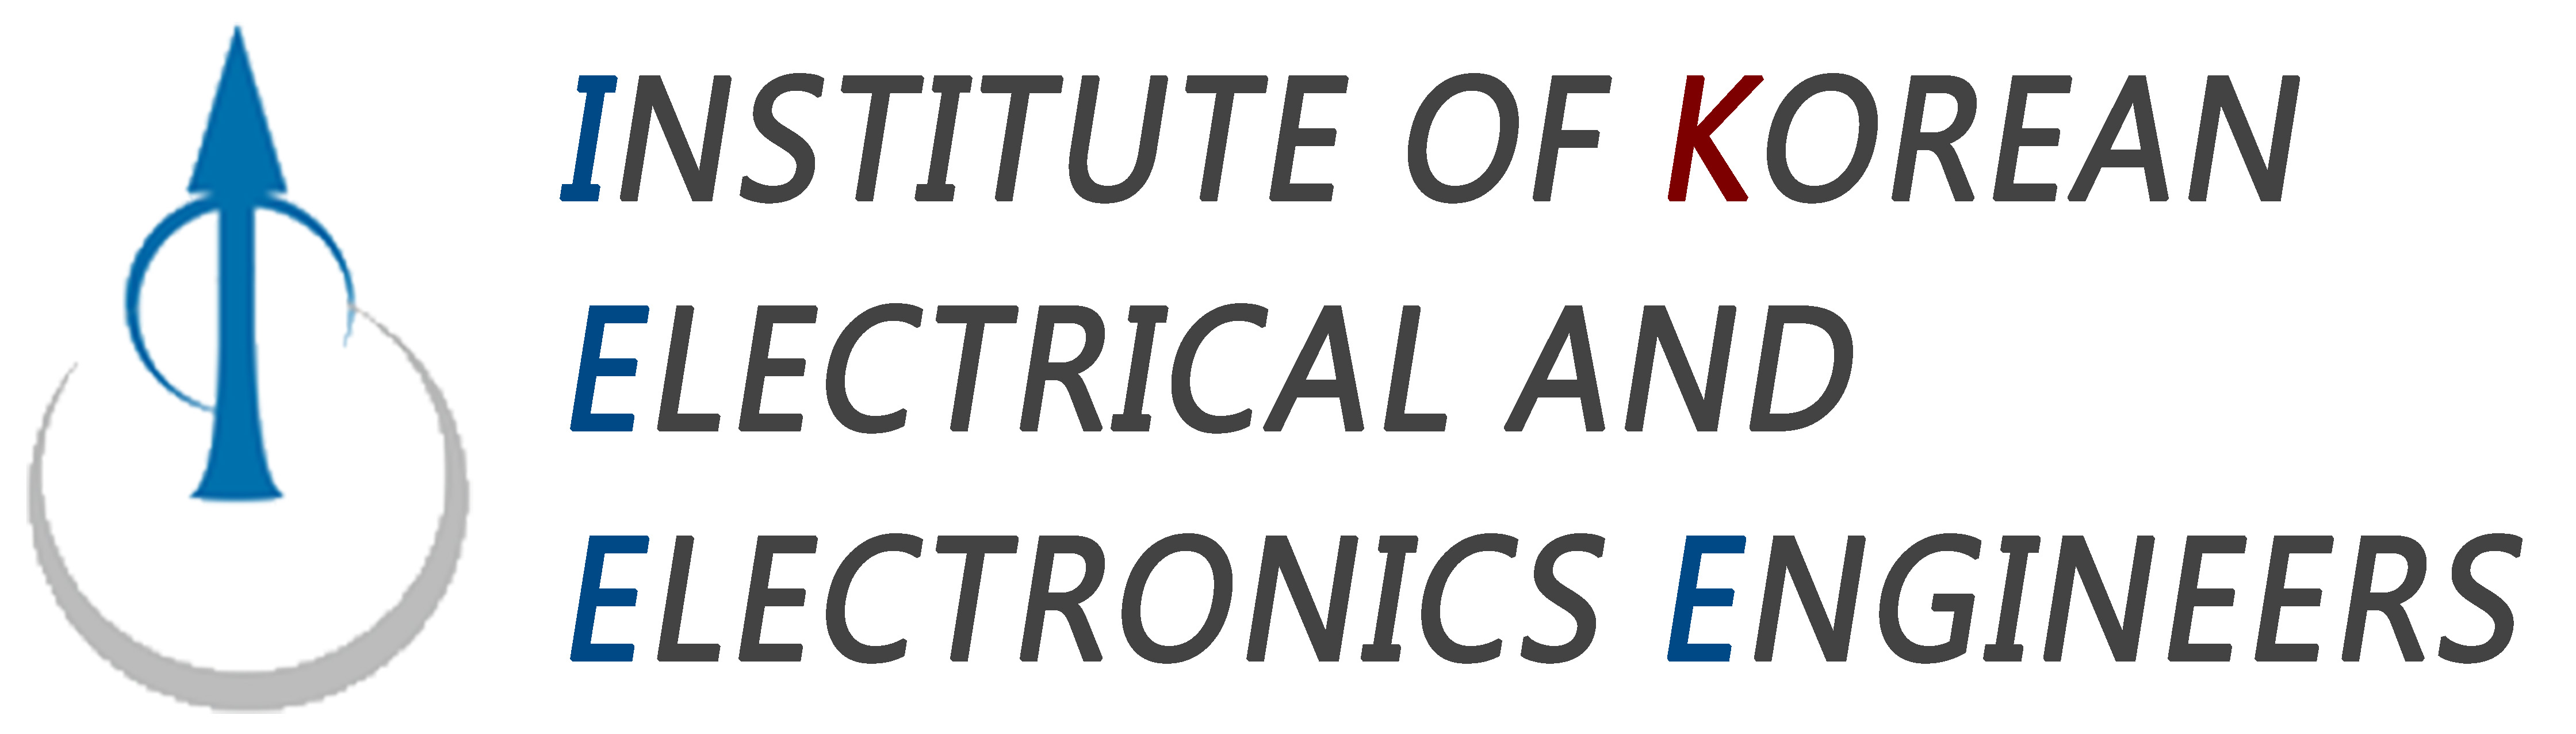 INSTITUTE OF KOREAN
ELECTRICAL AND
ELECTRONICS ENGINEERS